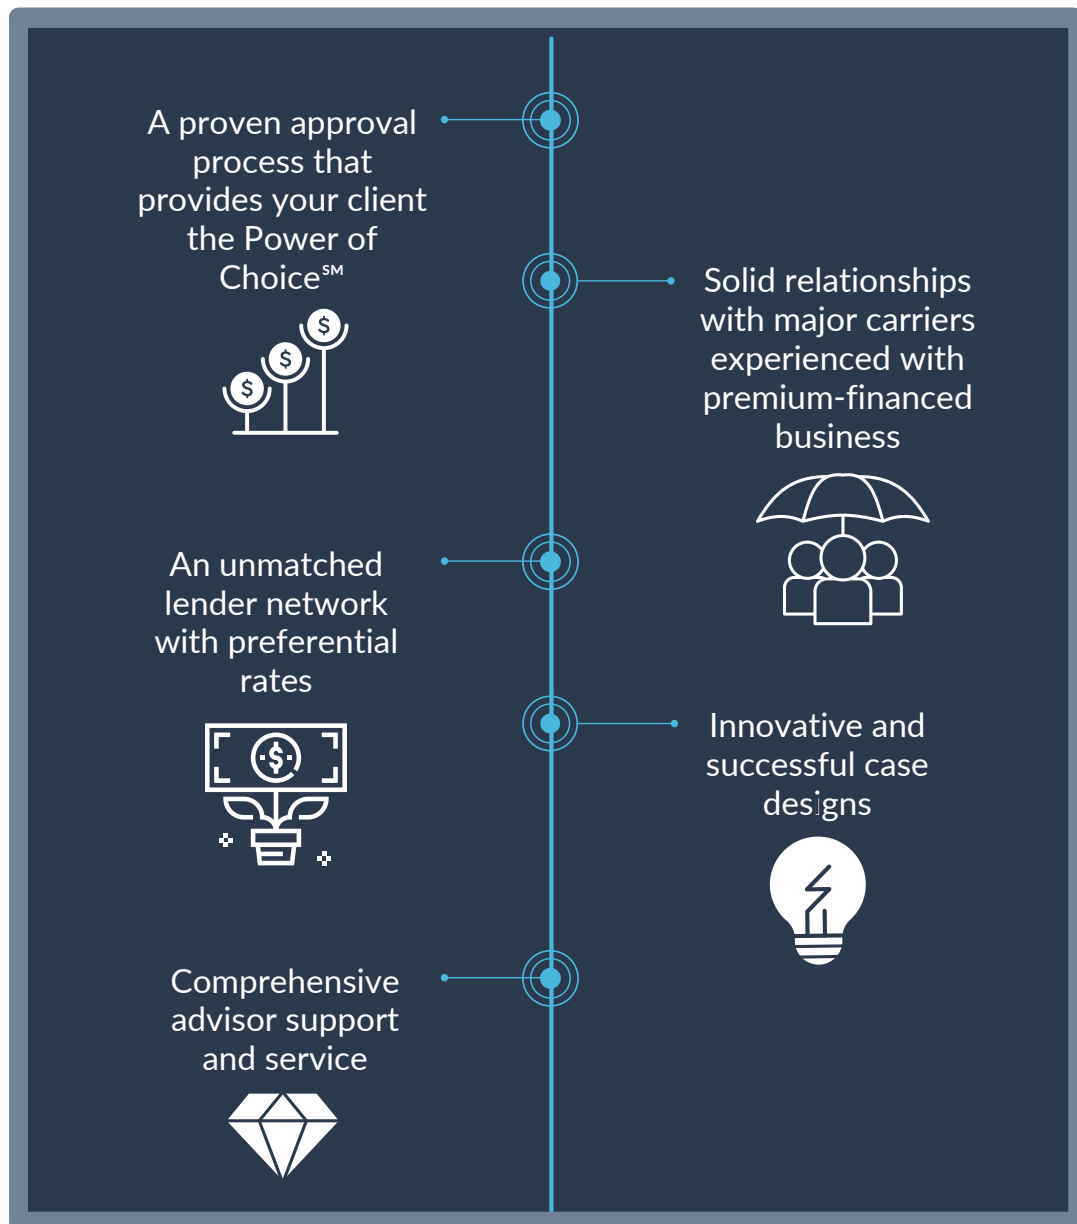 A proven approval
process that
provides your client
the Power of
Choice℠
$
$
$
Solid relationships
with major carriers
experienced with
premium-financed
business
An unmatched
lender network
with preferential
rates
$
Innovative and
successful case
designs
Comprehensive
advisor support
and service